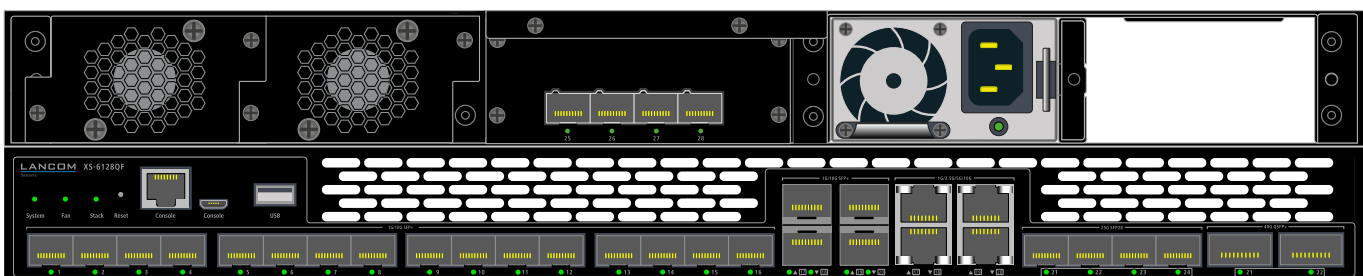 25 26 27 28
LANCOM XS-6128QF
Systems
System Fan Stack Reset Console Console USB
1G/10G SFP+ 1G/2.5G/5G/10G
1G/10G SFP+ 25G SFP28 40G QSFP+
1 2 3 4 5 6 7 8 9 10 11 12 13 14 15 16 21 22 23 24 21 22